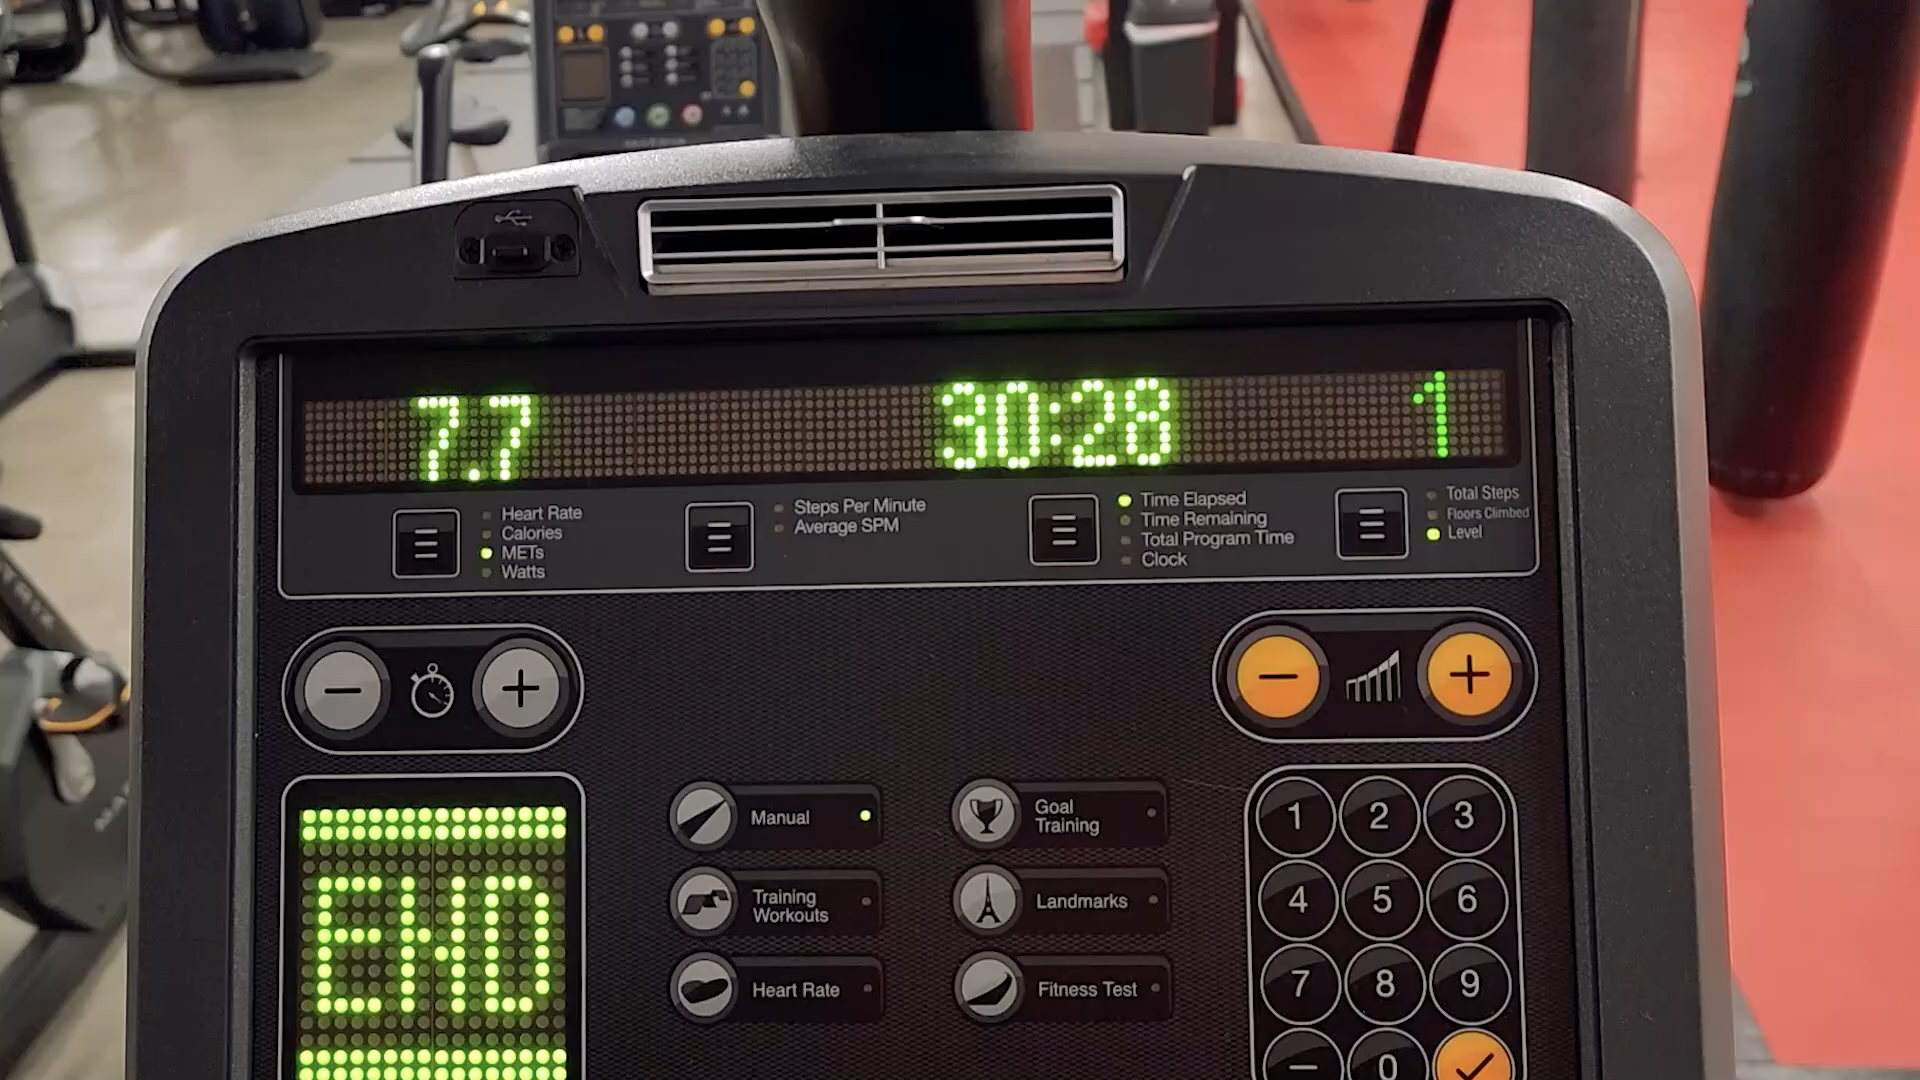 7.7 30:28 1
Heart Rate
Calories
METs
Watts
Steps Per Minute
Average SPM
Time Elapsed
Time Remaining
Total Program Time
Clock
Total Steps
Floors Climbed
Level
END
Manual
Training
Workouts
Heart Rate
Goal
Training
Landmarks
Fitness Test
1 2 3
4 5 6
7 8 9
0